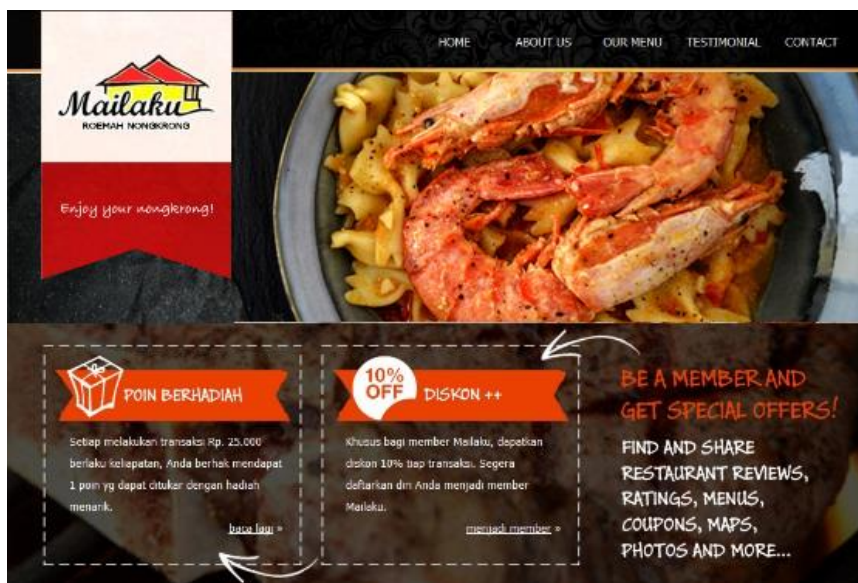 HOME ABOUT US OUR MENU TESTIMONIAL CONTACT
Mailaku
ROEMAH NONGKRONG
Enjoy your nongkrong!
POIN BERHADIAH
Setiap melakukan transaksi Rp. 25.000
berlaku kelipatan, Anda berhak mendapat
1 poin yg dapat ditukar dengan hadiah
menarik.
baca lagi »
10%
OFF
DISKON ++
Khusus bagi member Mailaku, dapatkan
diskon 10% tiap transaksi. Segera
daftarkan diri Anda menjadi member
Mailaku.
menjadi member »
BE A MEMBER AND
GET SPECIAL OFFERS!
FIND AND SHARE
RESTAURANT REVIEWS,
RATINGS, MENUS,
COUPONS, MAPS,
PHOTOS AND MORE...